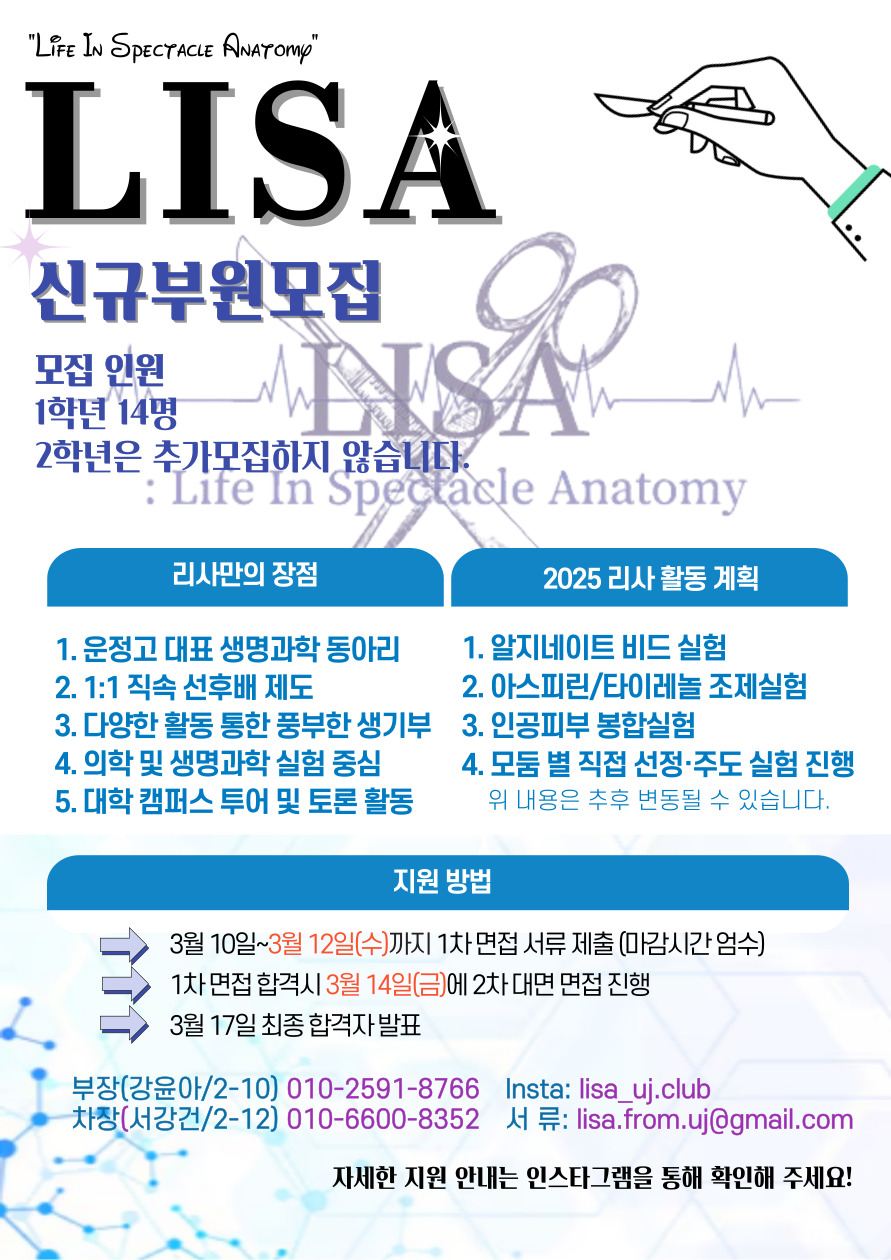 "Life In Spectacle Anatomy"
LISA
신규부원모집
모집 인원
1학년 14명
2학년은 추가모집하지 않습니다.
LISA
: Life In Spectacle Anatomy
리사만의 장점
1. 운정고 대표 생명과학 동아리
2. 1:1 직속 선후배 제도
3. 다양한 활동 통한 풍부한 생기부
4. 의학 및 생명과학 실험 중심
5. 대학 캠퍼스 투어 및 토론 활동
2025 리사 활동 계획
1. 알지네이트 비드 실험
2. 아스피린/타이레놀 조제실험
3. 인공피부 봉합실험
4. 모둠 별 직접 선정·주도 실험 진행
위 내용은 추후 변동될 수 있습니다.
지원 방법
3월 10일~3월 12일(수)까지 1차 면접 서류 제출 (마감시간 엄수)
1차 면접 합격시 3월 14일(금)에 2차 대면 면접 진행
3월 17일 최종 합격자 발표
부장(강윤아/2-10) 010-2591-8766
차장(서강건/2-12) 010-6600-8352
Insta: lisa_uj.club
서 류: lisa.from.uj@gmail.com
자세한 지원 안내는 인스타그램을 통해 확인해 주세요!